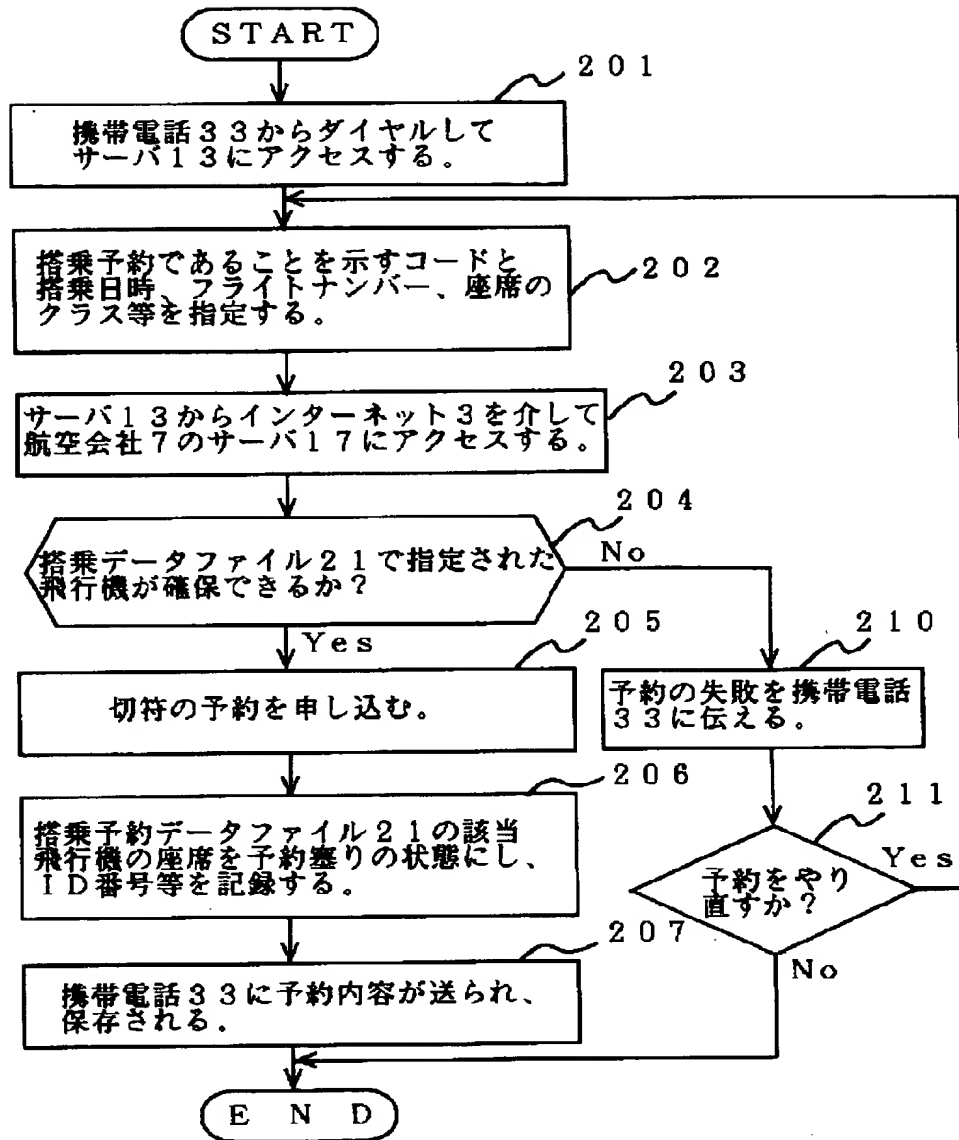 START
201
携帯電話33からダイヤルして
サーバ13にアクセスする。
搭乗予約であることを示すコードと
搭乗日時、フライトナンバー、座席の
クラス等を指定する。
202
203
サーバ13からインターネット3を介して
航空会社7のサーバ17にアクセスする。
204
搭乗データファイル21で指定された
飛行機が確保できるか?
No
Yes
205
切符の予約を申し込む。
210
予約の失敗を携帯電話
33に伝える。
206
搭乗予約データファイル21の該当
飛行機の座席を予約塞りの状態にし、
ID番号等を記録する。
211
予約をやり
直すか?
Yes
No
207
携帯電話33に予約内容が送られ、
保存される。
END